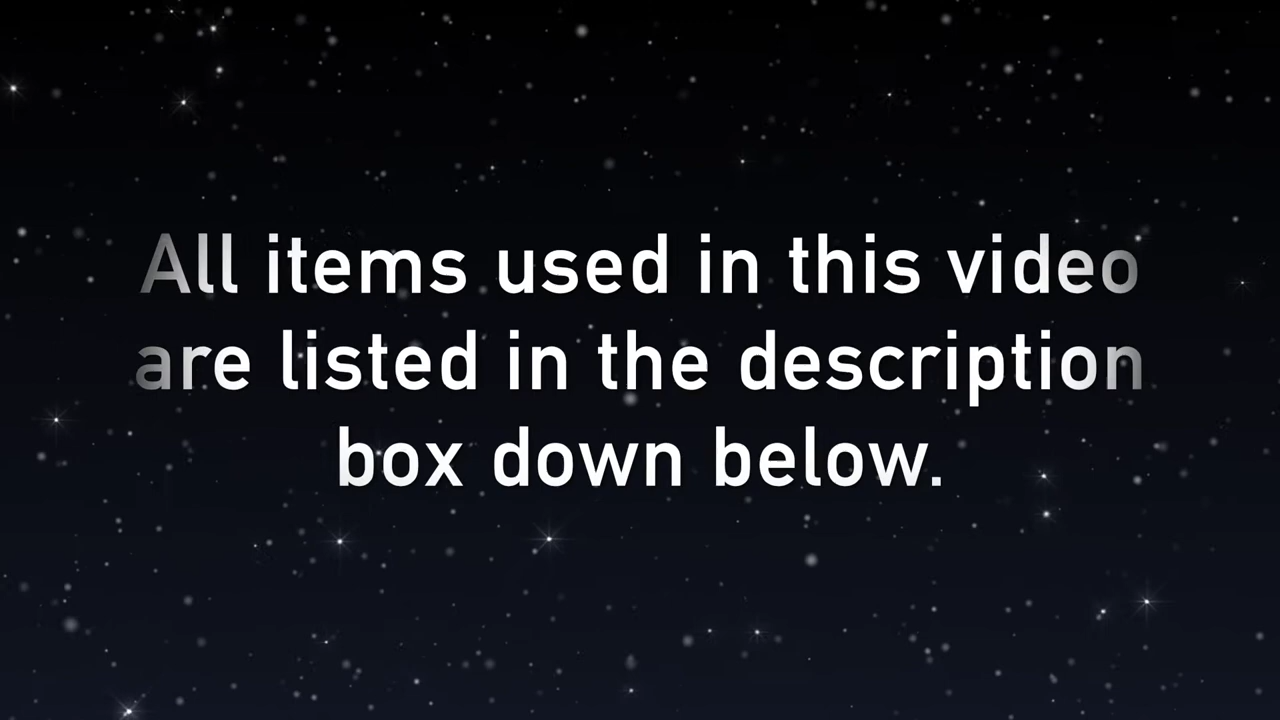 All items used in this video
are listed in the description
box down below.